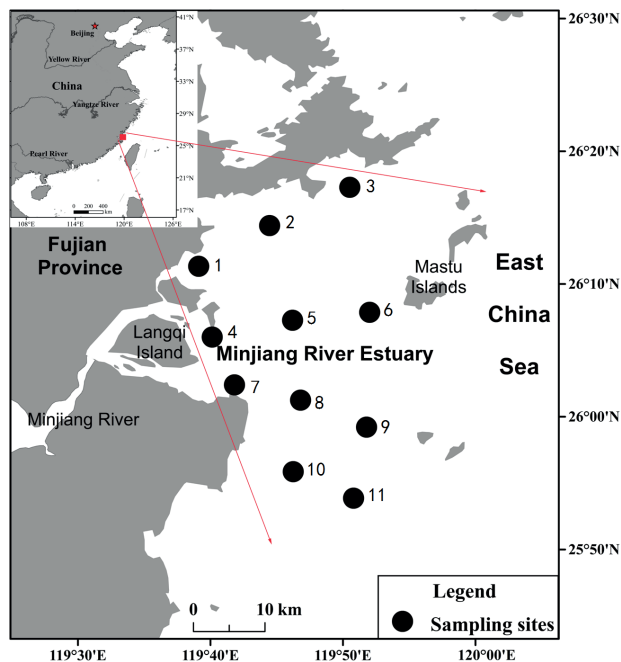 41°N
Beijing
Yellow River
37°N
China
33°N
Yangtze River
29°N
25°N
Pearl River
21°N
0 200 400
km
17°N
108°E 114°E 120°E 126°E
26°30'N
26°20'N
3
2
Fujian
Province
1
Mastu
Islands
East
China
Sea
26°10'N
6
5
4
Langqi
Island
Minjiang River Estuary
7
8
Minjiang River
26°00'N
9
10
11
25°50'N
Legend
Sampling sites
0 10 km
119°30'E 119°40'E 119°50'E 120°00'E